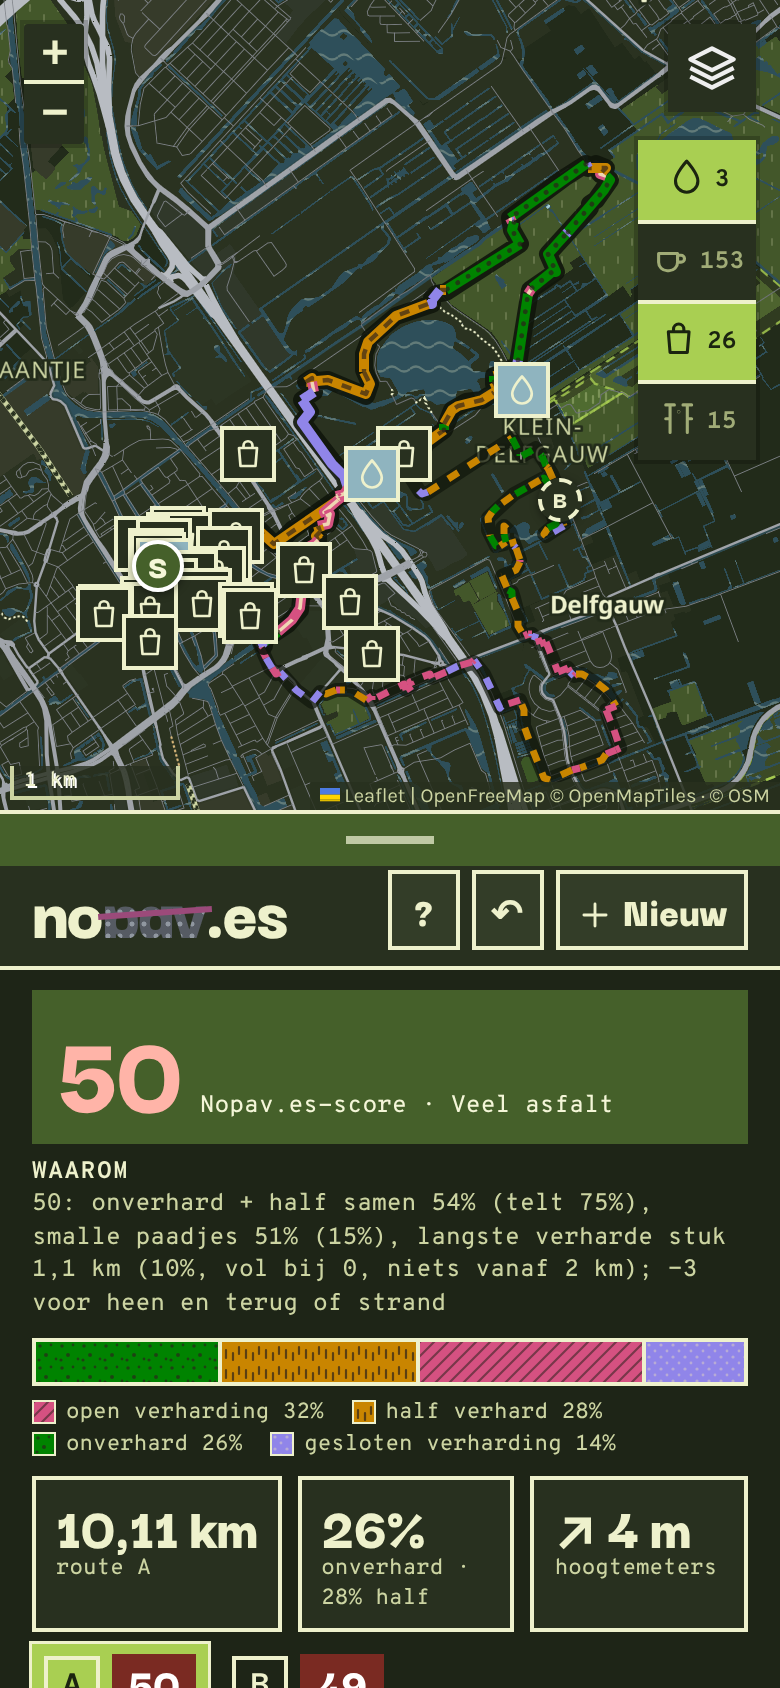 +
−
3
153
26
15
AANTJE
KLEIN-
DELFGAUW
B
S
Delfgauw
1 km
Leaflet | OpenFreeMap © OpenMapTiles · © OSM
nopav.es
?
↶
+ Nieuw
50 Nopav.es-score · Veel asfalt
WAAROM
50: onverhard + half samen 54% (telt 75%),
smalle paadjes 51% (15%), langste verharde stuk
1,1 km (10%, vol bij 0, niets vanaf 2 km); −3
voor heen en terug of strand
open verharding 32% half verhard 28%
onverhard 26% gesloten verharding 14%
10,11 km
route A
26%
onverhard ·
28% half
↗ 4 m
hoogtemeters
A 50 B 49